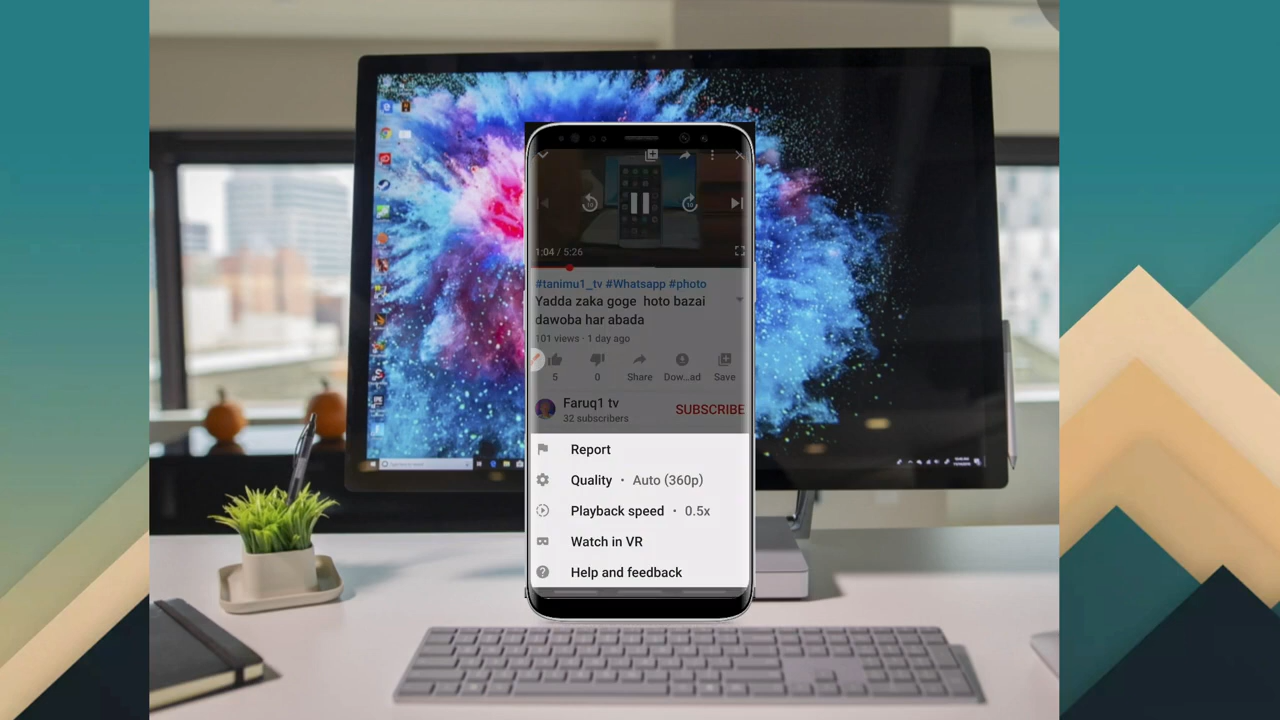 10
10
1:04 / 5:26
#tanimu1_tv #Whatsapp #photo
Yadda zaka goge hoto bazai
dawoba har abada
101 views · 1 day ago
5
0
Share
Dow...ad
Save
Faruq1 tv
32 subscribers
SUBSCRIBE
Report
Quality · Auto (360p)
Playback speed · 0.5x
Watch in VR
Help and feedback